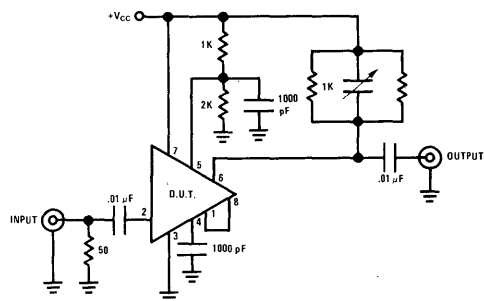 +VCC
1K
2K
1000
pF
1K
7
5
6
D.U.T.
8
1
4
2
3
.01 µF
INPUT
50
1000 pF
.01 µF
OUTPUT